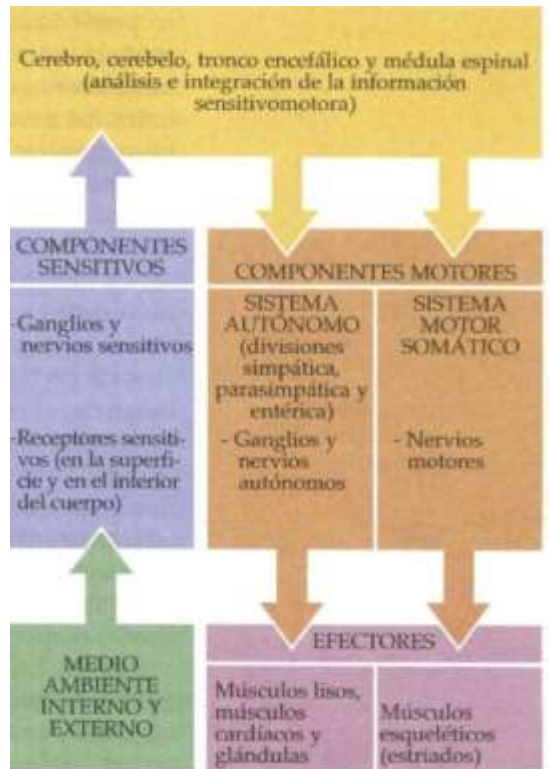 Cerebro, cerebelo, tronco encefálico y médula espinal
(análisis e integración de la información
sensitivomotora)
COMPONENTES
SENSITIVOS
-Ganglios y
nervios sensitivos
-Receptores sensiti-
vos (en la superfi-
cie y en el interior
del cuerpo)
MEDIO
AMBIENTE
INTERNO Y
EXTERNO
COMPONENTES MOTORES
SISTEMA
AUTÓNOMO
(divisiones
simpática,
parasimpática y
entérica)
- Ganglios y
nervios
autónomos
SISTEMA
MOTOR
SOMÁTICO
- Nervios
motores
EFECTORES
Músculos lisos,
músculos
cardíacos y
glándulas
Músculos
esqueléticos
(estriados)